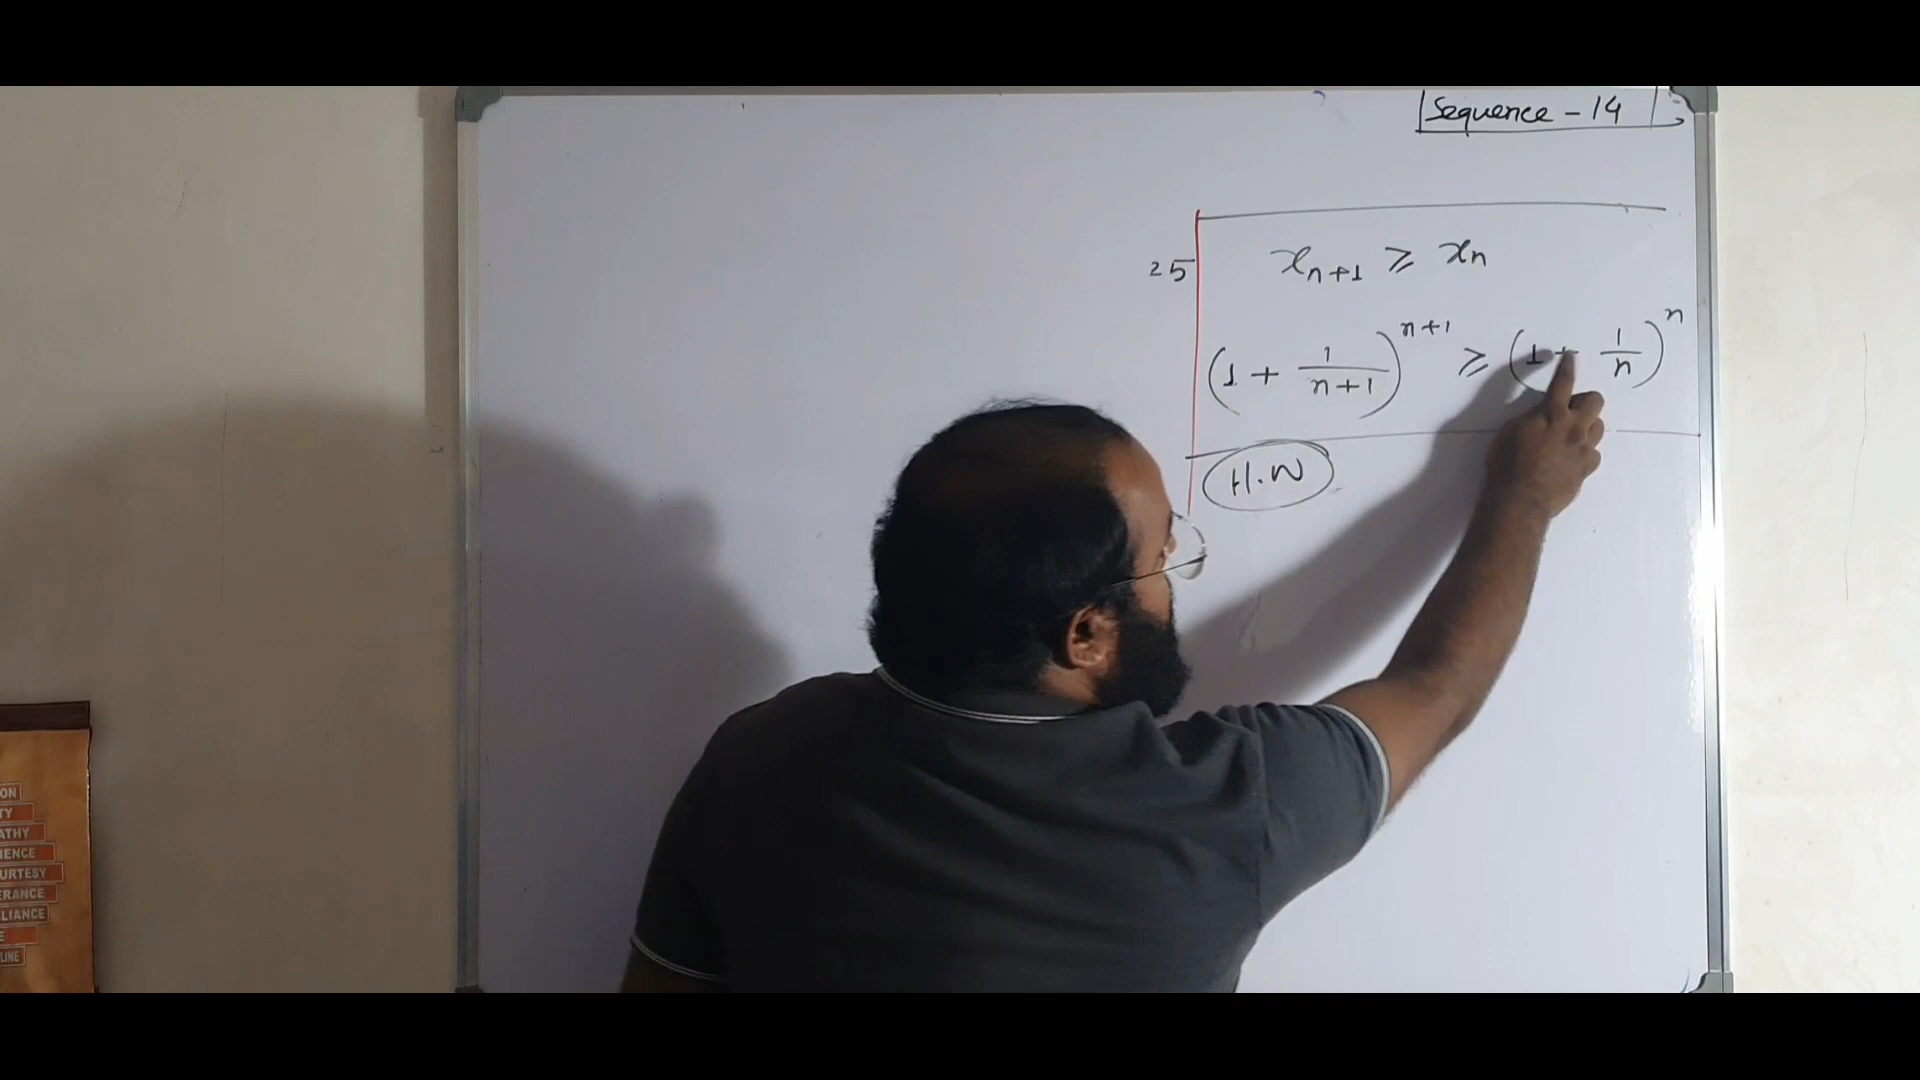 Sequence - 14
25
xₙ₊₁ ≥ xₙ
(1 + 1/(n+1))ⁿ⁺¹ ≥ (1 + 1/n)ⁿ
H.W